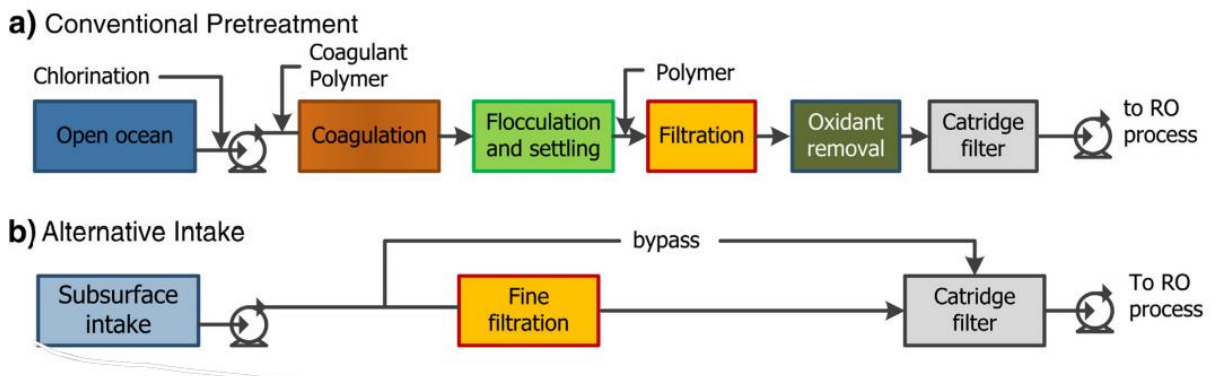 a) Conventional Pretreatment
Chlorination
Coagulant
Polymer
Polymer
Open ocean
Coagulation
Flocculation
and settling
Filtration
Oxidant
removal
Catridge
filter
to RO
process
b) Alternative Intake
bypass
Subsurface
intake
Fine
filtration
Catridge
filter
To RO
process